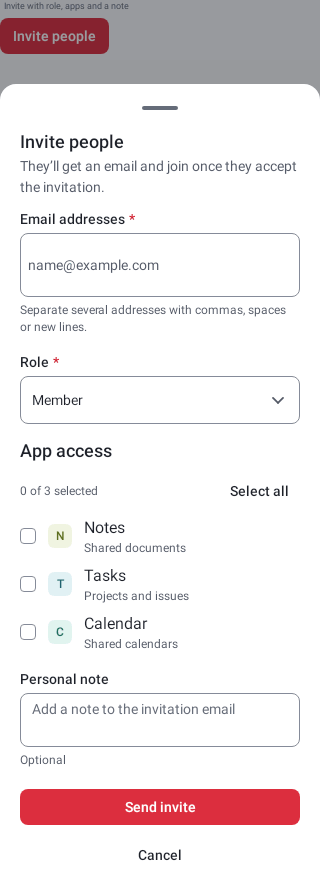 Invite with role, apps and a note
Invite people
Invite people
They'll get an email and join once they accept
the invitation.
Email addresses *
name@example.com
Separate several addresses with commas, spaces
or new lines.
Role *
Member
App access
0 of 3 selected
Select all
N
Notes
Shared documents
T
Tasks
Projects and issues
C
Calendar
Shared calendars
Personal note
Add a note to the invitation email
Optional
Send invite
Cancel